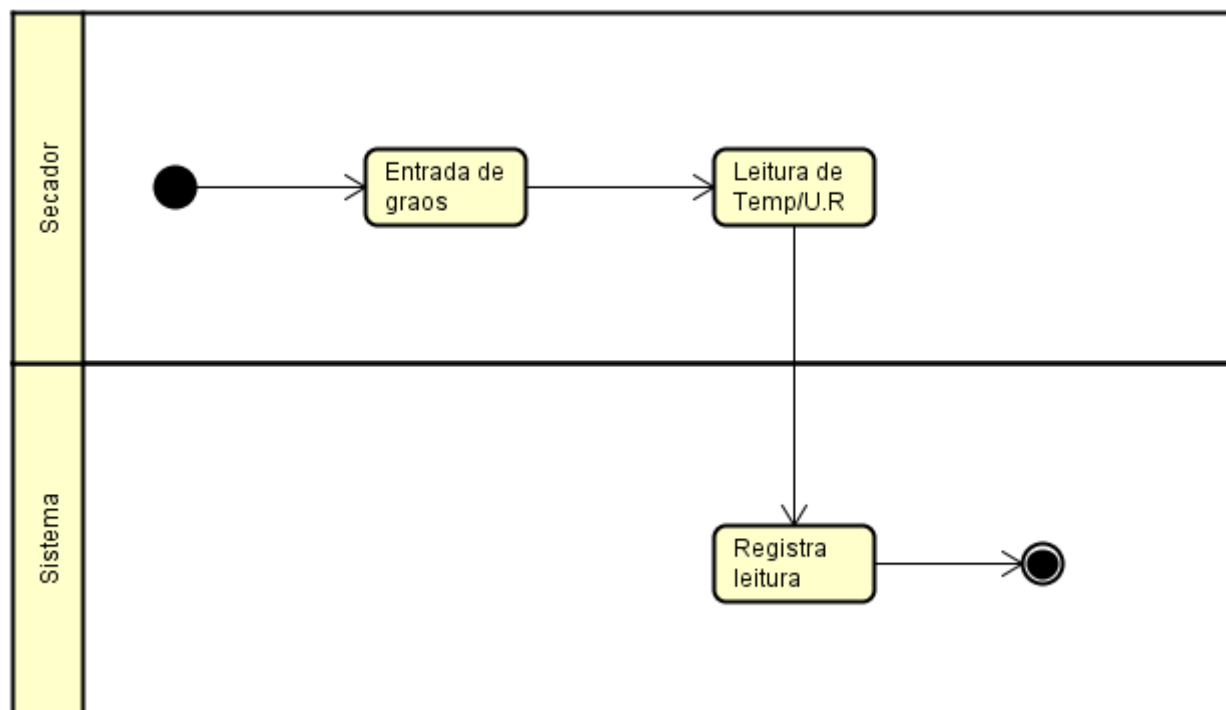 Secador
Entrada de
graos
Leitura de
Temp/U.R
Sistema
Registra
leitura